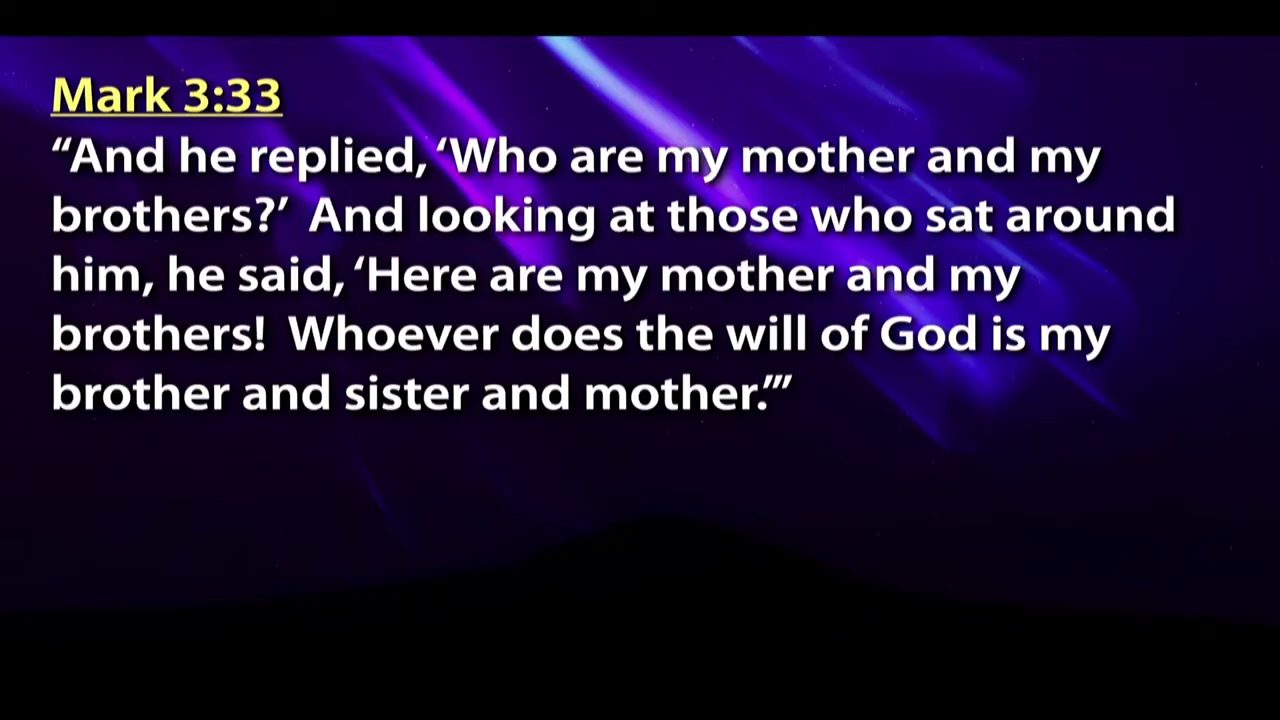 Mark 3:33
“And he replied, ‘Who are my mother and my
brothers?’  And looking at those who sat around
him, he said, ‘Here are my mother and my
brothers!  Whoever does the will of God is my
brother and sister and mother.’”